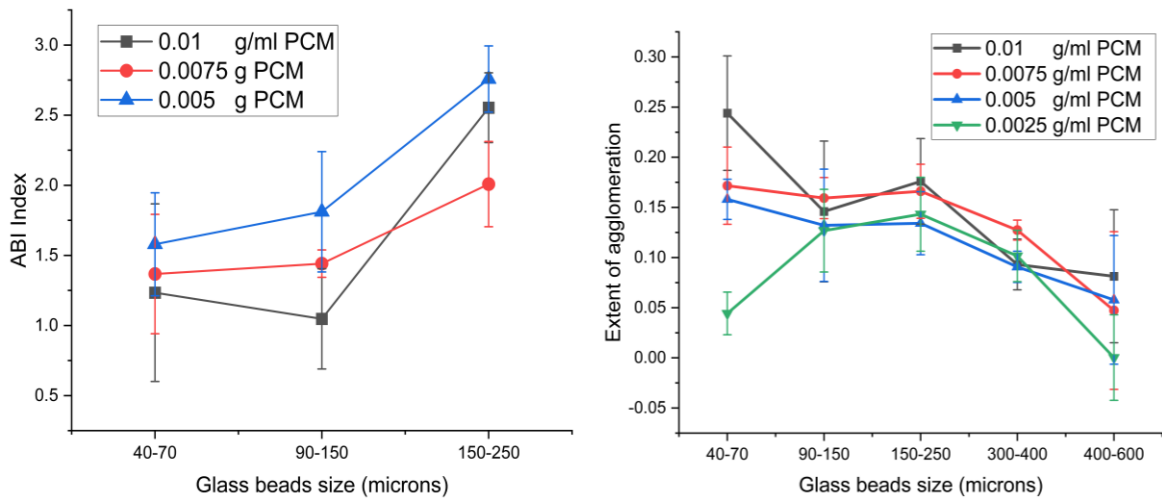 3.0
2.5
2.0
1.5
1.0
0.5
ABI Index
0.01 g/ml PCM
0.0075 g PCM
0.005 g PCM
40-70
90-150
150-250
Glass beads size (microns)
0.30
0.25
0.20
0.15
0.10
0.05
0.00
-0.05
Extent of agglomeration
0.01 g/ml PCM
0.0075 g/ml PCM
0.005 g/ml PCM
0.0025 g/ml PCM
40-70
90-150
150-250
300-400
400-600
Glass beads size (microns)